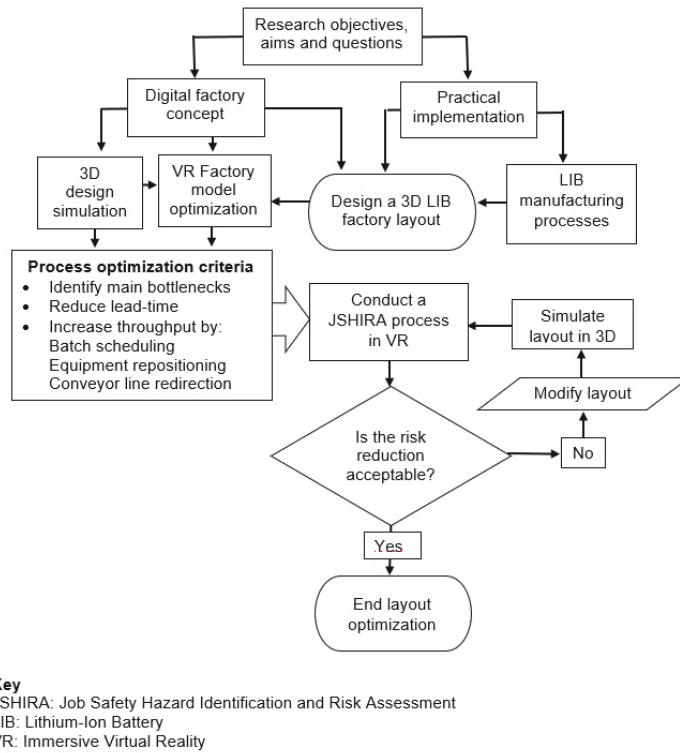 Research objectives,
aims and questions
Digital factory
concept
Practical
implementation
3D
design
simulation
VR Factory
model
optimization
Design a 3D LIB
factory layout
LIB
manufacturing
processes
Process optimization criteria
• Identify main bottlenecks
• Reduce lead-time
• Increase throughput by:
Batch scheduling
Equipment repositioning
Conveyor line redirection
Conduct a
JSHIRA process
in VR
Simulate
layout in 3D
Modify layout
Is the risk
reduction
acceptable?
No
Yes
End layout
optimization
Key
JSHIRA: Job Safety Hazard Identification and Risk Assessment
LIB: Lithium-Ion Battery
VR: Immersive Virtual Reality